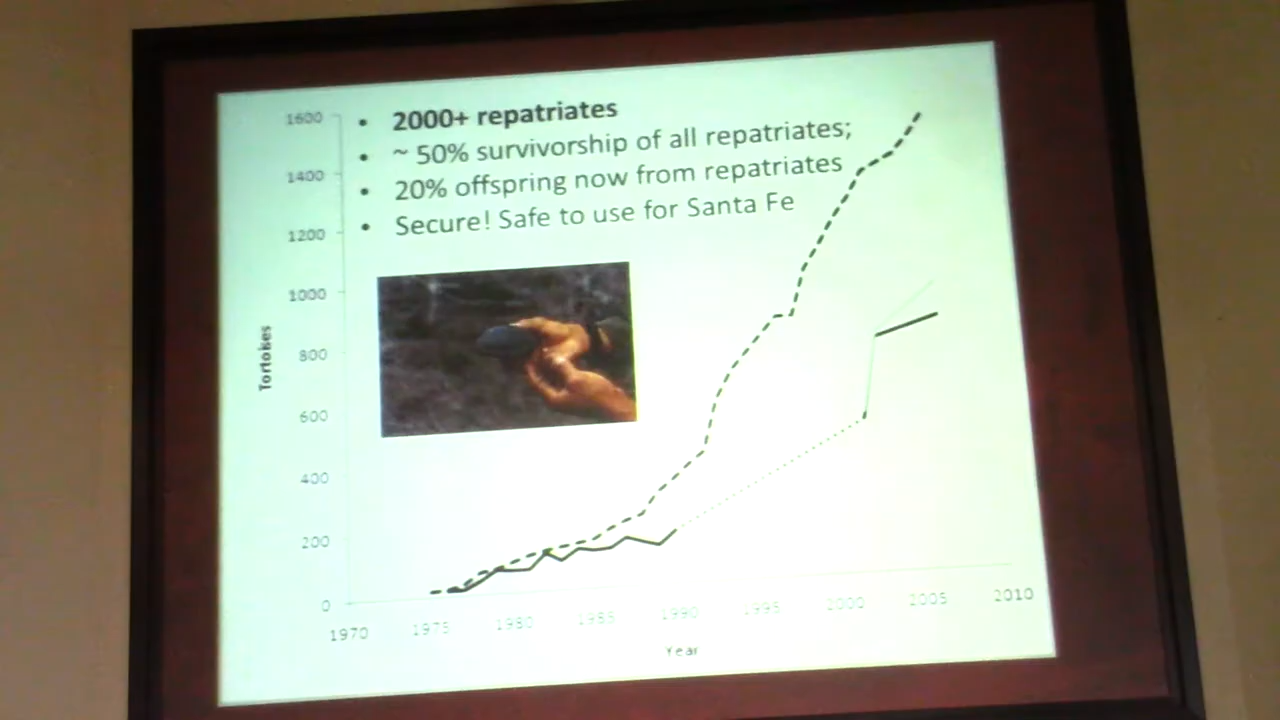 • 2000+ repatriates
• ~ 50% survivorship of all repatriates;
• 20% offspring now from repatriates
• Secure! Safe to use for Santa Fe
1600
1400
1200
1000
800
600
400
200
0
Tortoises
1970 1975 1980 1985 1990 1995 2000 2005 2010
Year